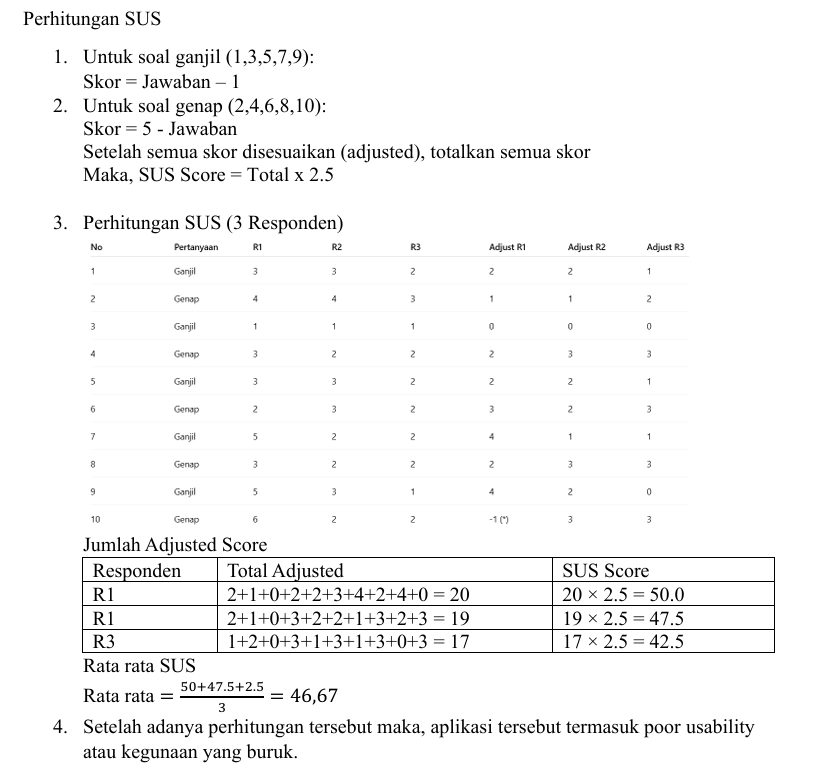 Perhitungan SUS
1. Untuk soal ganjil (1,3,5,7,9):
Skor = Jawaban – 1
2. Untuk soal genap (2,4,6,8,10):
Skor = 5 - Jawaban
Setelah semua skor disesuaikan (adjusted), totalkan semua skor
Maka, SUS Score = Total x 2.5
3. Perhitungan SUS (3 Responden)
No Pertanyaan R1 R2 R3 Adjust R1 Adjust R2 Adjust R3
1 Ganjil 3 3 2 2 2 1
2 Genap 4 4 3 1 1 2
3 Ganjil 1 1 1 0 0 0
4 Genap 3 2 2 2 3 3
5 Ganjil 3 3 2 2 2 1
6 Genap 2 3 2 3 2 3
7 Ganjil 5 2 2 4 1 1
8 Genap 3 2 2 2 3 3
9 Ganjil 5 3 1 4 2 0
10 Genap 6 2 2 -1 (*) 3 3
Jumlah Adjusted Score
Responden Total Adjusted SUS Score
R1 2+1+0+2+2+3+4+2+4+0 = 20 20 × 2.5 = 50.0
R1 2+1+0+3+2+2+1+3+2+3 = 19 19 × 2.5 = 47.5
R3 1+2+0+3+1+3+1+3+0+3 = 17 17 × 2.5 = 42.5
Rata rata SUS
Rata rata = 50+47.5+2.5 / 3 = 46,67
4. Setelah adanya perhitungan tersebut maka, aplikasi tersebut termasuk poor usability
atau kegunaan yang buruk.